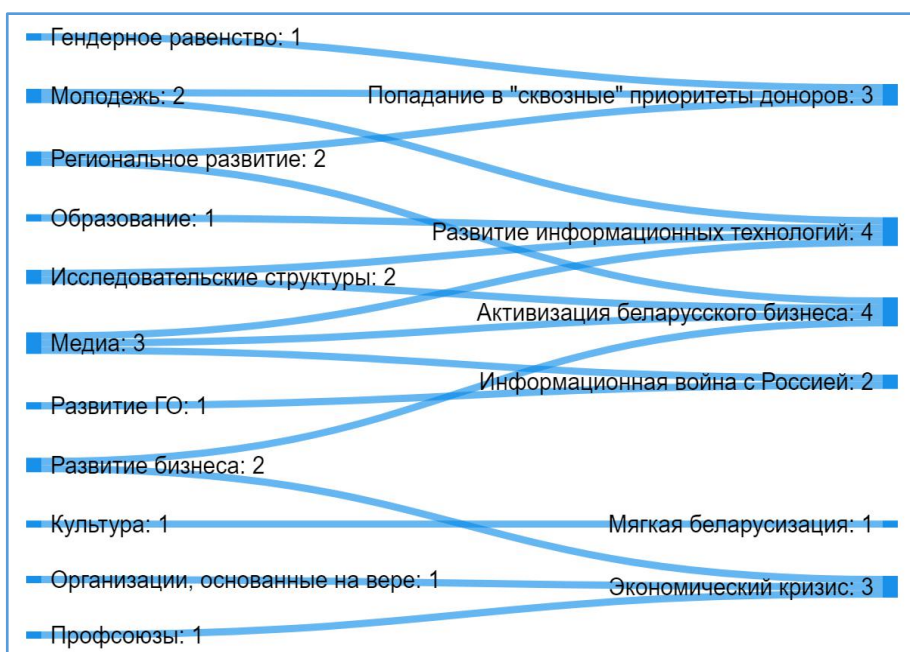 Гендерное равенство: 1
Молодежь: 2
Попадание в "сквозные" приоритеты доноров: 3
Региональное развитие: 2
Образование: 1
Развитие информационных технологий: 4
Исследовательские структуры: 2
Активизация беларусского бизнеса: 4
Медиа: 3
Информационная война с Россией: 2
Развитие ГО: 1
Развитие бизнеса: 2
Культура: 1
Мягкая беларусизация: 1
Организации, основанные на вере: 1
Экономический кризис: 3
Профсоюзы: 1